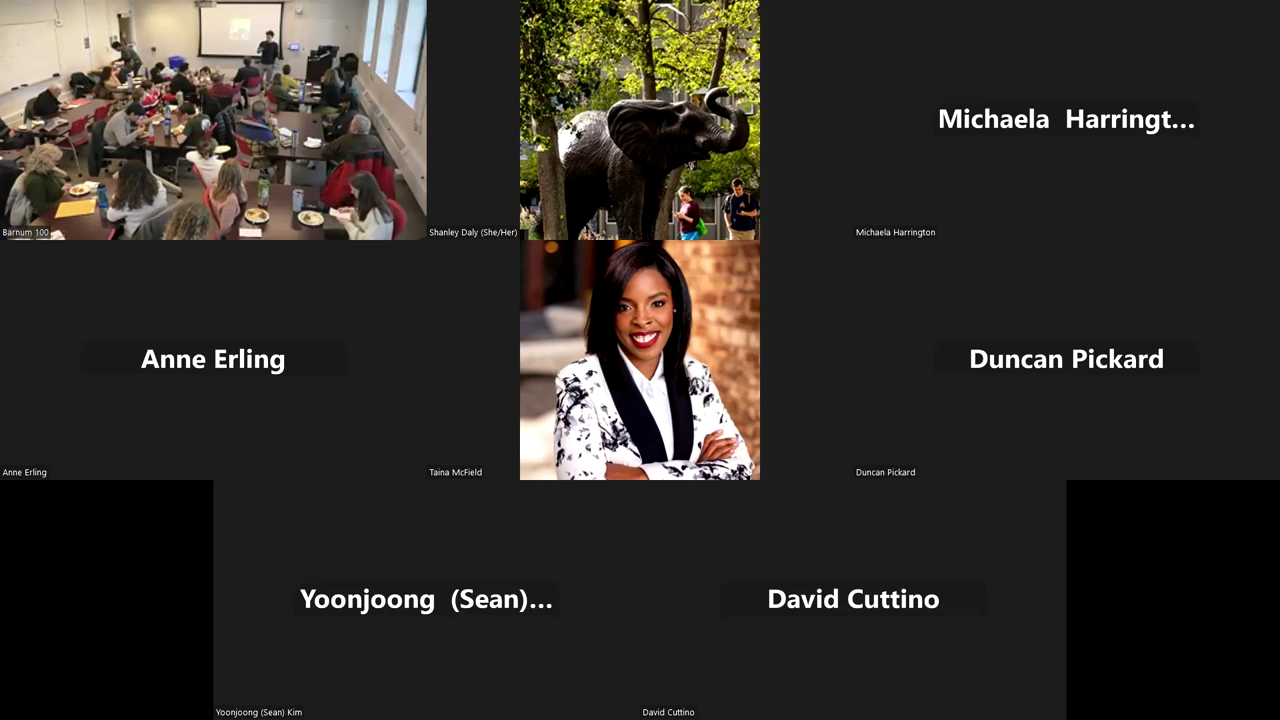 Barnum 100
Shanley Daly (She/Her)
Michaela Harringt...
Michaela Harrington
Anne Erling
Anne Erling
Taina McField
Duncan Pickard
Duncan Pickard
Yoonjoong (Sean)...
Yoonjoong (Sean) Kim
David Cuttino
David Cuttino